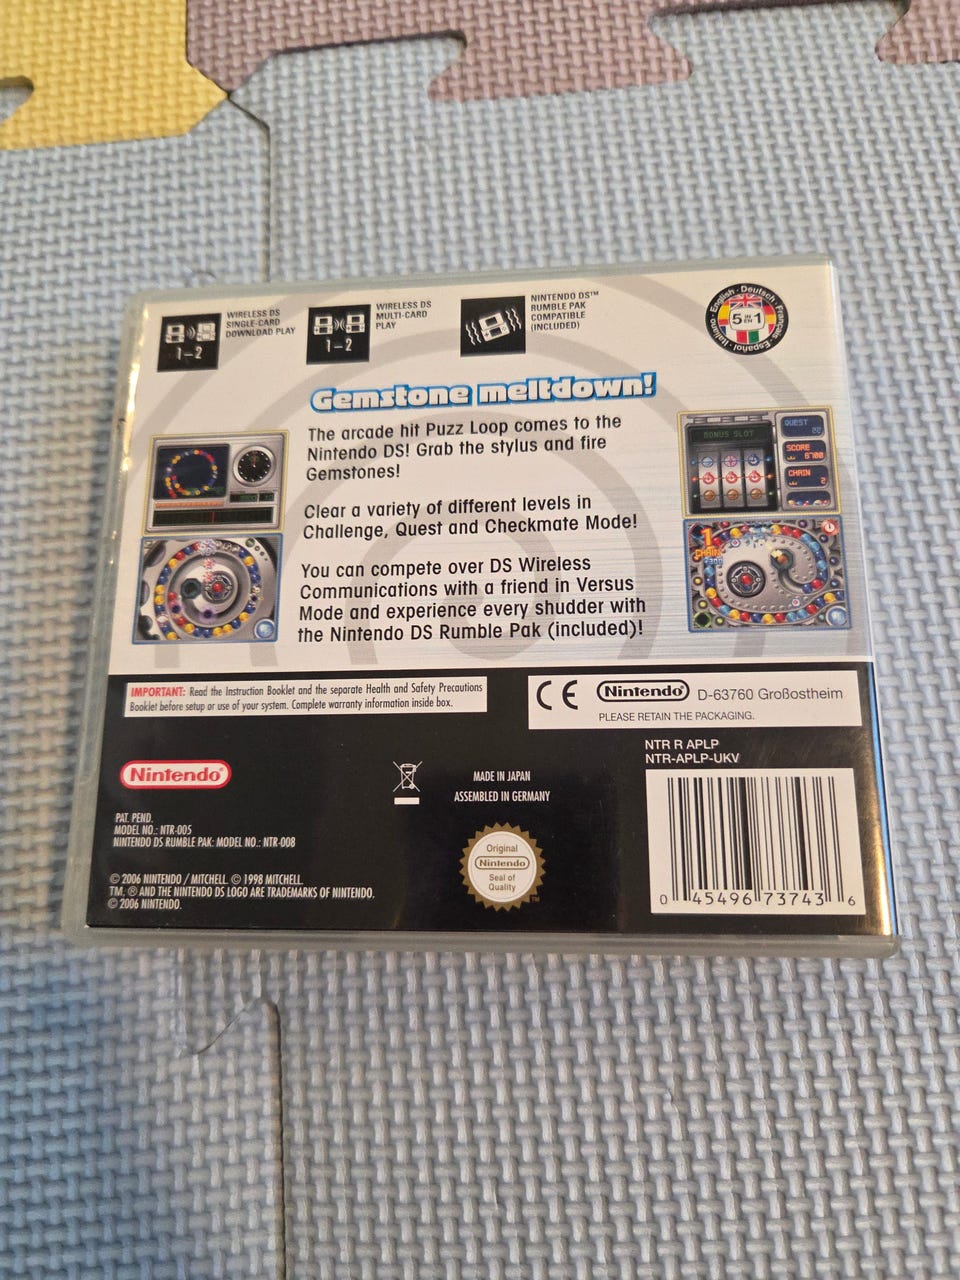 WIRELESS DS
SINGLE-CARD
DOWNLOAD PLAY
1–2
WIRELESS DS
MULTI-CARD
PLAY
1–2
NINTENDO DS™
RUMBLE PAK
COMPATIBLE
(INCLUDED)
English · Deutsch · Français · Español · Italiano ·
5 IN EN 1
Gemstone meltdown!
The arcade hit Puzz Loop comes to the
Nintendo DS! Grab the stylus and fire
Gemstones!
Clear a variety of different levels in
Challenge, Quest and Checkmate Mode!
You can compete over DS Wireless
Communications with a friend in Versus
Mode and experience every shudder with
the Nintendo DS Rumble Pak (included)!
BONUS SLOT
QUEST
SCORE
6700
CHAIN
2
1
CHAIN
IMPORTANT: Read the Instruction Booklet and the separate Health and Safety Precautions
Booklet before setup or use of your system. Complete warranty information inside box.
CE
Nintendo®
D-63760 Großostheim
PLEASE RETAIN THE PACKAGING.
NTR R APLP
NTR-APLP-UKV
Nintendo®
MADE IN JAPAN
ASSEMBLED IN GERMANY
PAT. PEND.
MODEL NO.: NTR-005
NINTENDO DS RUMBLE PAK: MODEL NO.: NTR-008
© 2006 NINTENDO / MITCHELL. © 1998 MITCHELL.
TM, ® AND THE NINTENDO DS LOGO ARE TRADEMARKS OF NINTENDO.
© 2006 NINTENDO.
Original
Nintendo
Seal of
Quality
TM
0 45496 73743 6